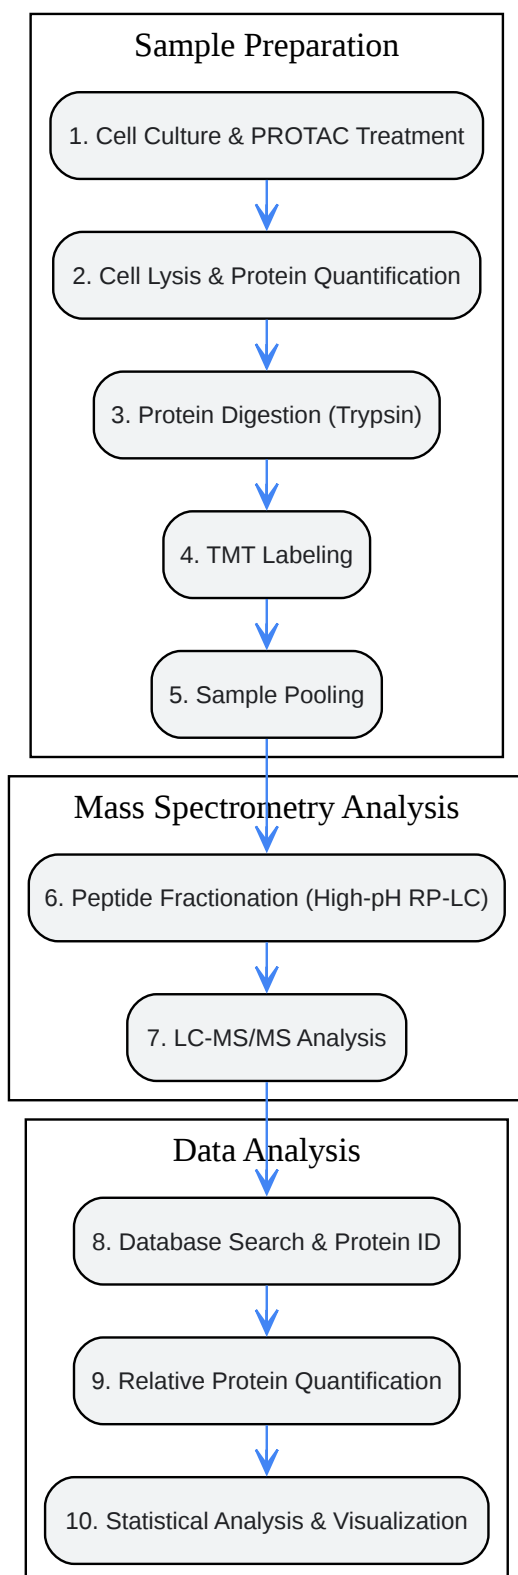 Sample Preparation
1. Cell Culture & PROTAC Treatment
2. Cell Lysis & Protein Quantification
3. Protein Digestion (Trypsin)
4. TMT Labeling
5. Sample Pooling
Mass Spectrometry Analysis
6. Peptide Fractionation (High-pH RP-LC)
7. LC-MS/MS Analysis
Data Analysis
8. Database Search & Protein ID
9. Relative Protein Quantification
10. Statistical Analysis & Visualization